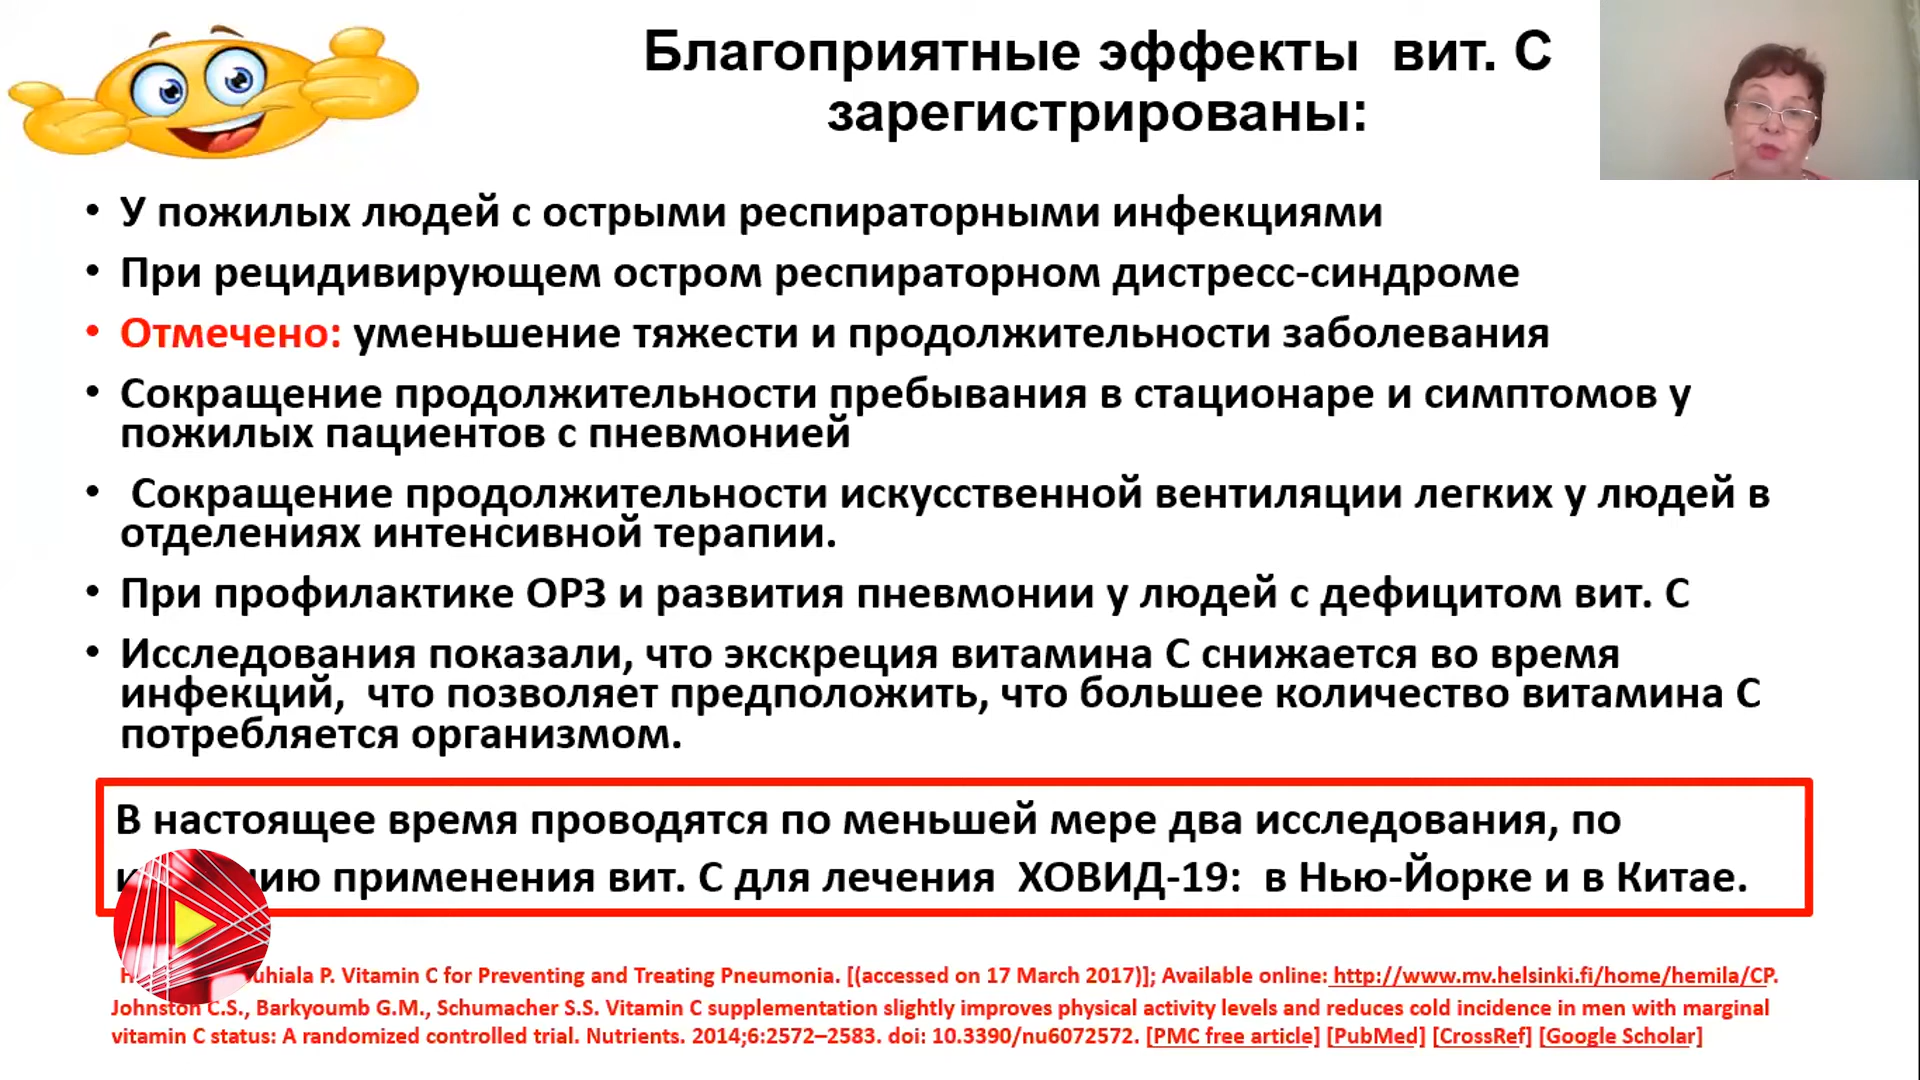 Благоприятные эффекты вит. С
зарегистрированы:
• У пожилых людей с острыми респираторными инфекциями
• При рецидивирующем остром респираторном дистресс-синдроме
• Отмечено: уменьшение тяжести и продолжительности заболевания
• Сокращение продолжительности пребывания в стационаре и симптомов у
пожилых пациентов с пневмонией
• Сокращение продолжительности искусственной вентиляции легких у людей в
отделениях интенсивной терапии.
• При профилактике ОРЗ и развития пневмонии у людей с дефицитом вит. С
• Исследования показали, что экскреция витамина С снижается во время
инфекций, что позволяет предположить, что большее количество витамина С
потребляется организмом.
В настоящее время проводятся по меньшей мере два исследования, по
применения вит. С для лечения ХОВИД-19: в Нью-Йорке и в Китае.
P. Vitamin C for Preventing and Treating Pneumonia. [(accessed on 17 March 2017)]; Available online: http://www.mv.helsinki.fi/home/hemila/CP.
Johnston C.S., Barkyoumb G.M., Schumacher S.S. Vitamin C supplementation slightly improves physical activity levels and reduces cold incidence in men with marginal
vitamin C status: A randomized controlled trial. Nutrients. 2014;6:2572–2583. doi: 10.3390/nu6072572. [PMC free article] [PubMed] [CrossRef] [Google Scholar]